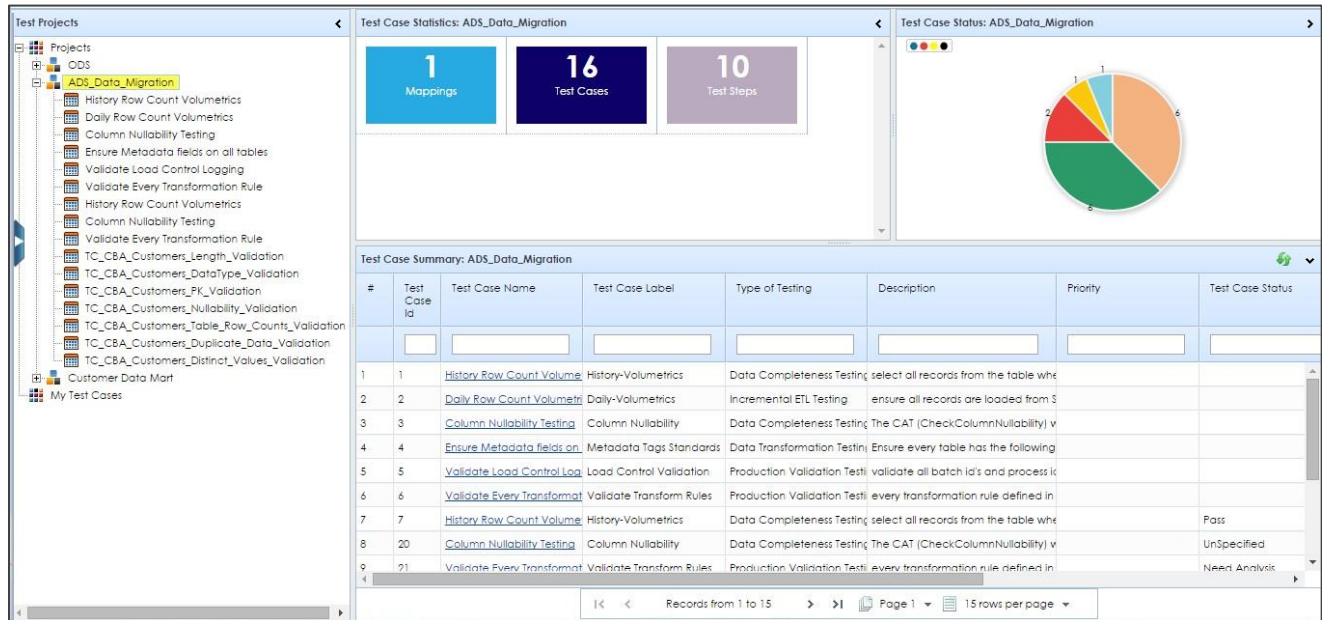 Test Projects
Projects
ODS
ADS_Data_Migration
History Row Count Volumetrics
Daily Row Count Volumetrics
Column Nullability Testing
Ensure Metadata fields on all tables
Validate Load Control Logging
Validate Every Transformation Rule
History Row Count Volumetrics
Column Nullability Testing
Validate Every Transformation Rule
TC_CBA_Customers_Length_Validation
TC_CBA_Customers_DataType_Validation
TC_CBA_Customers_PK_Validation
TC_CBA_Customers_Nullability_Validation
TC_CBA_Customers_Table_Row_Counts_Validation
TC_CBA_Customers_Duplicate_Data_Validation
TC_CBA_Customers_Distinct_Values_Validation
Customer Data Mart
My Test Cases
Test Case Statistics: ADS_Data_Migration
1
Mappings
16
Test Cases
10
Test Steps
Test Case Status: ADS_Data_Migration
1
1
2
6
6
Test Case Summary: ADS_Data_Migration
# Test Case Id Test Case Name Test Case Label Type of Testing Description Priority Test Case Status
1 1 History Row Count Volume History-Volumetrics Data Completeness Testing select all records from the table whe
2 2 Daily Row Count Volumetri Daily-Volumetrics Incremental ETL Testing ensure all records are loaded from S
3 3 Column Nullability Testing Column Nullability Data Completeness Testing The CAT (CheckColumnNullability) w
4 4 Ensure Metadata fields on Metadata Tags Standards Data Transformation Testin Ensure every table has the following
5 5 Validate Load Control Log Load Control Validation Production Validation Testi validate all batch id's and process ic
6 6 Validate Every Transformat Validate Transform Rules Production Validation Testi every transformation rule defined in
7 7 History Row Count Volume History-Volumetrics Data Completeness Testing select all records from the table whe Pass
8 20 Column Nullability Testing Column Nullability Data Completeness Testing The CAT (CheckColumnNullability) w UnSpecified
9 21 Validate Every Transformat Validate Transform Rules Production Validation Testi every transformation rule defined in Need Analysis
Records from 1 to 15 Page 1 15 rows per page